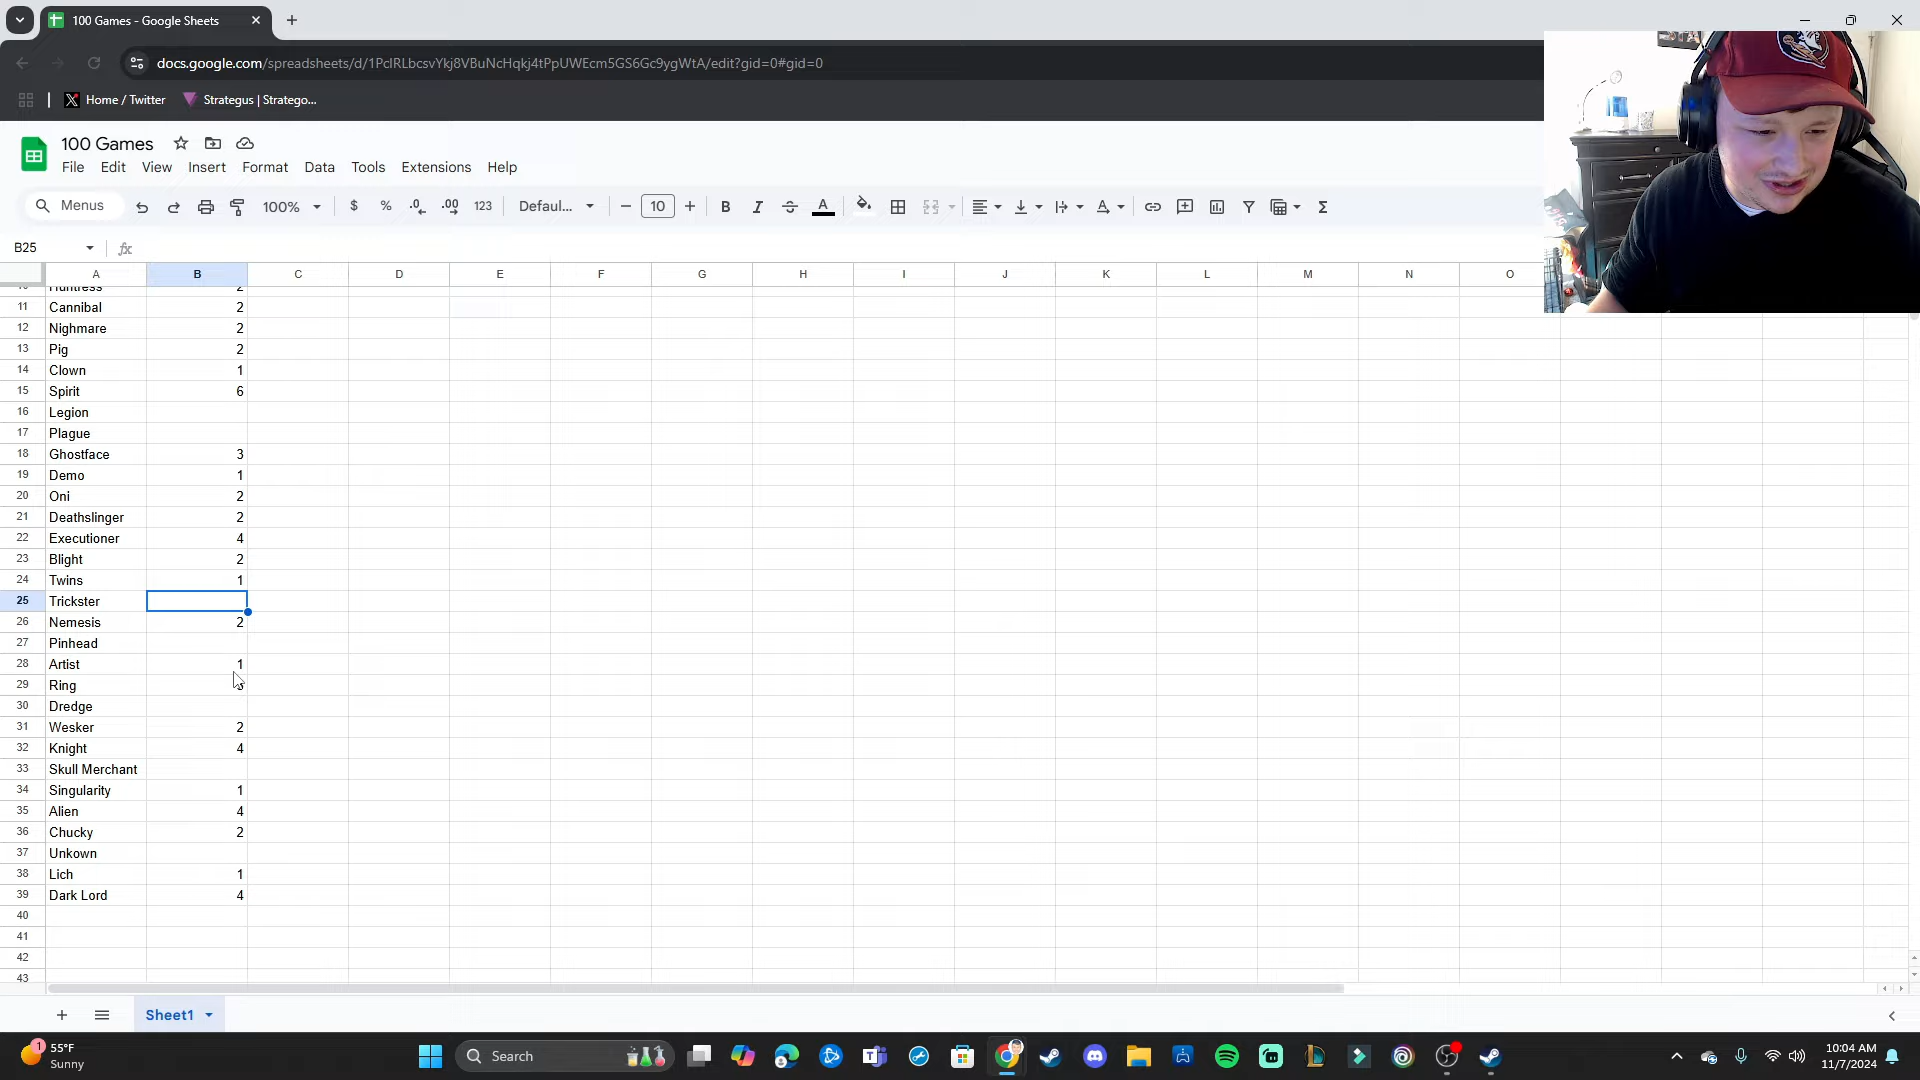 100 Games - Google Sheets
docs.google.com/spreadsheets/d/1PclRLbcsvYkj8VBuNcHqkj4tPpUWEcm5GS6Gc9ygWtA/edit?gid=0#gid=0
Home / Twitter Strategus | Stratego...
100 Games
File Edit View Insert Format Data Tools Extensions Help
Menus 100% $ % .0 .00 123 Defaul... 10 B I A Σ
B25 fx
A B C D E F G H I J K L M N O
10 Huntress 2
11 Cannibal 2
12 Nighmare 2
13 Pig 2
14 Clown 1
15 Spirit 6
16 Legion
17 Plague
18 Ghostface 3
19 Demo 1
20 Oni 2
21 Deathslinger 2
22 Executioner 4
23 Blight 2
24 Twins 1
25 Trickster
26 Nemesis 2
27 Pinhead
28 Artist 1
29 Ring
30 Dredge
31 Wesker 2
32 Knight 4
33 Skull Merchant
34 Singularity 1
35 Alien 4
36 Chucky 2
37 Unkown
38 Lich 1
39 Dark Lord 4
40
41
42
43
Sheet1
1 55°F
Sunny
Search
10:04 AM
11/7/2024